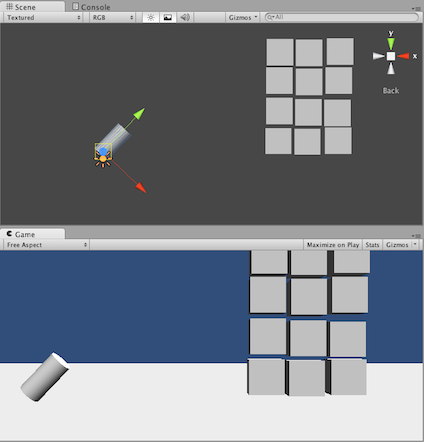 Scene Console
Textured RGB Gizmos All
y
x
Back
Game
Free Aspect Maximize on Play Stats Gizmos